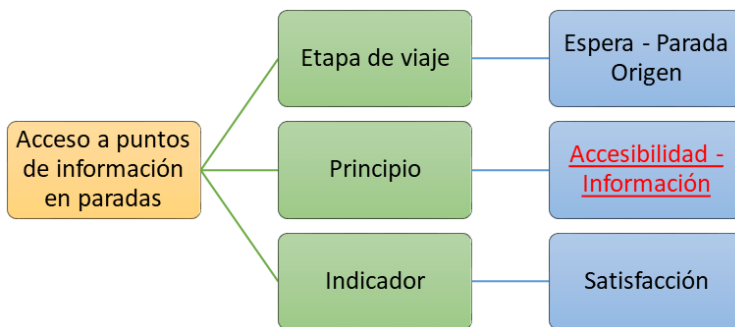 Acceso a puntos
de información
en paradas
Etapa de viaje
Espera - Parada
Origen
Principio
Accesibilidad -
Información
Indicador
Satisfacción